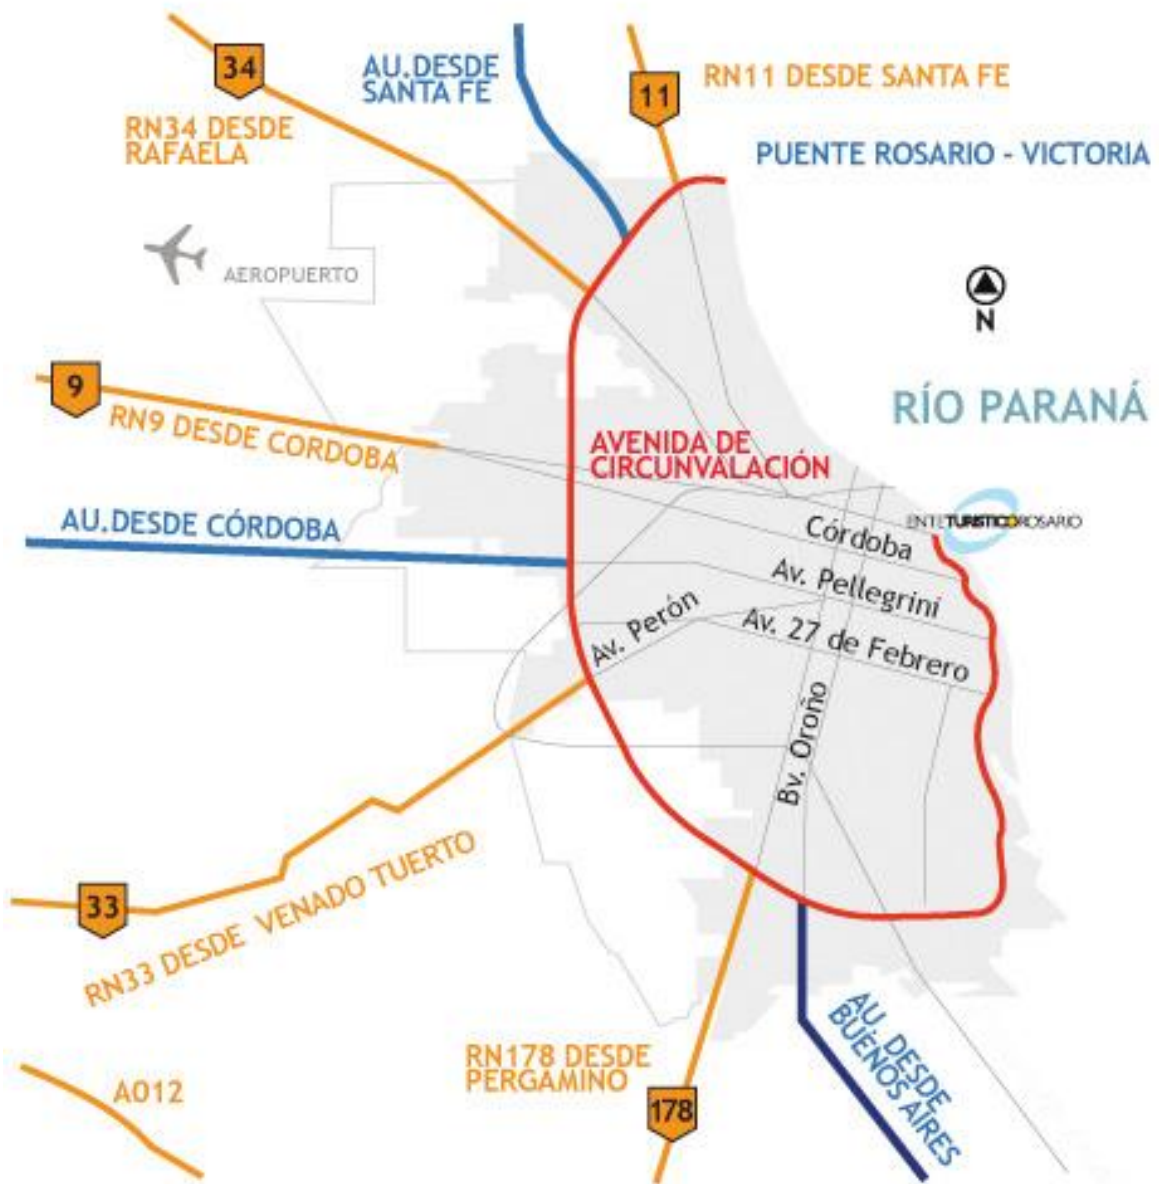 34
AU.DESDE
SANTA FE
11
RN11 DESDE SANTA FE
RN34 DESDE
RAFAELA
PUENTE ROSARIO - VICTORIA
AEROPUERTO
N
9
RN9 DESDE CORDOBA
RÍO PARANÁ
AVENIDA DE
CIRCUNVALACIÓN
AU.DESDE CÓRDOBA
ENTETURISTICOROSARIO
Córdoba
Av. Pellegrini
Av. Perón
Av. 27 de Febrero
Bv. Oroño
33
RN33 DESDE VENADO TUERTO
AU. DESDE
BUENOS AIRES
RN178 DESDE
PERGAMINO
178
A012